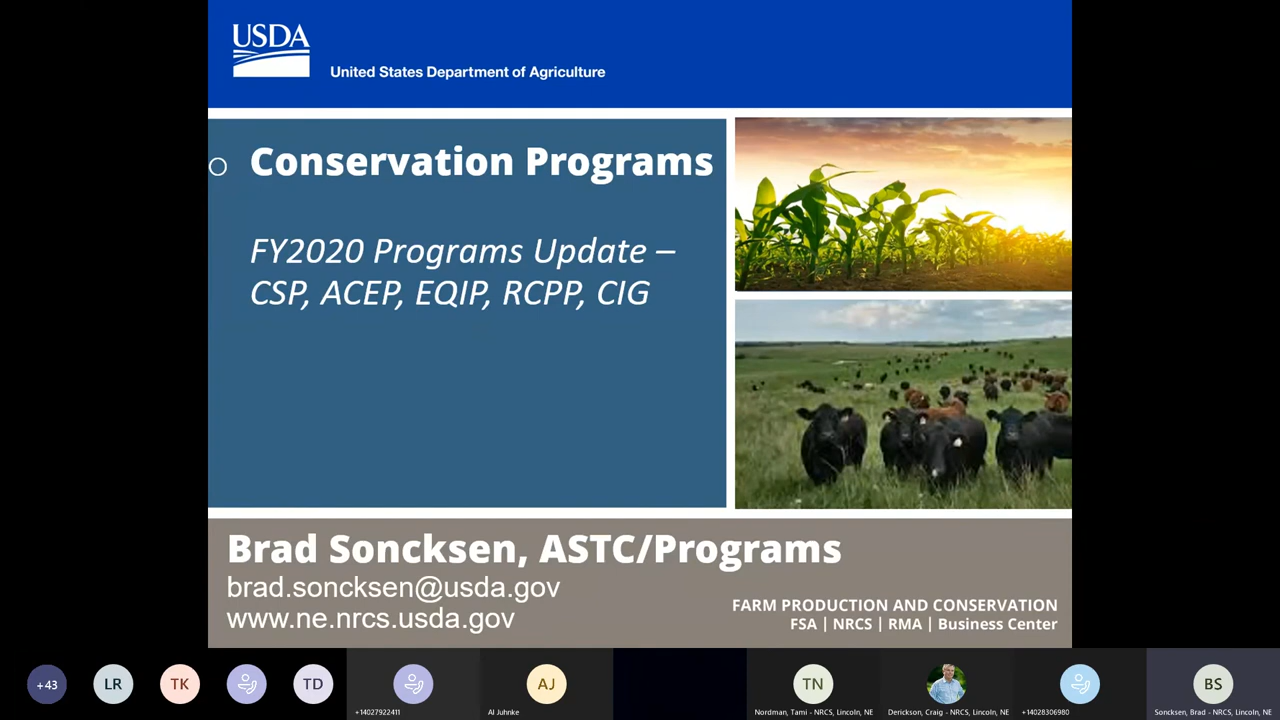 USDA
United States Department of Agriculture
Conservation Programs
FY2020 Programs Update –
CSP, ACEP, EQIP, RCPP, CIG
Brad Soncksen, ASTC/Programs
brad.soncksen@usda.gov
www.ne.nrcs.usda.gov
FARM PRODUCTION AND CONSERVATION
FSA | NRCS | RMA | Business Center
+43
LR
TK
TD
+14027922411
AJ
Al Juhnke
TN
Nordman, Tami - NRCS, Lincoln, NE
Derickson, Craig - NRCS, Lincoln, NE
+14028306980
BS
Soncksen, Brad - NRCS, Lincoln, NE